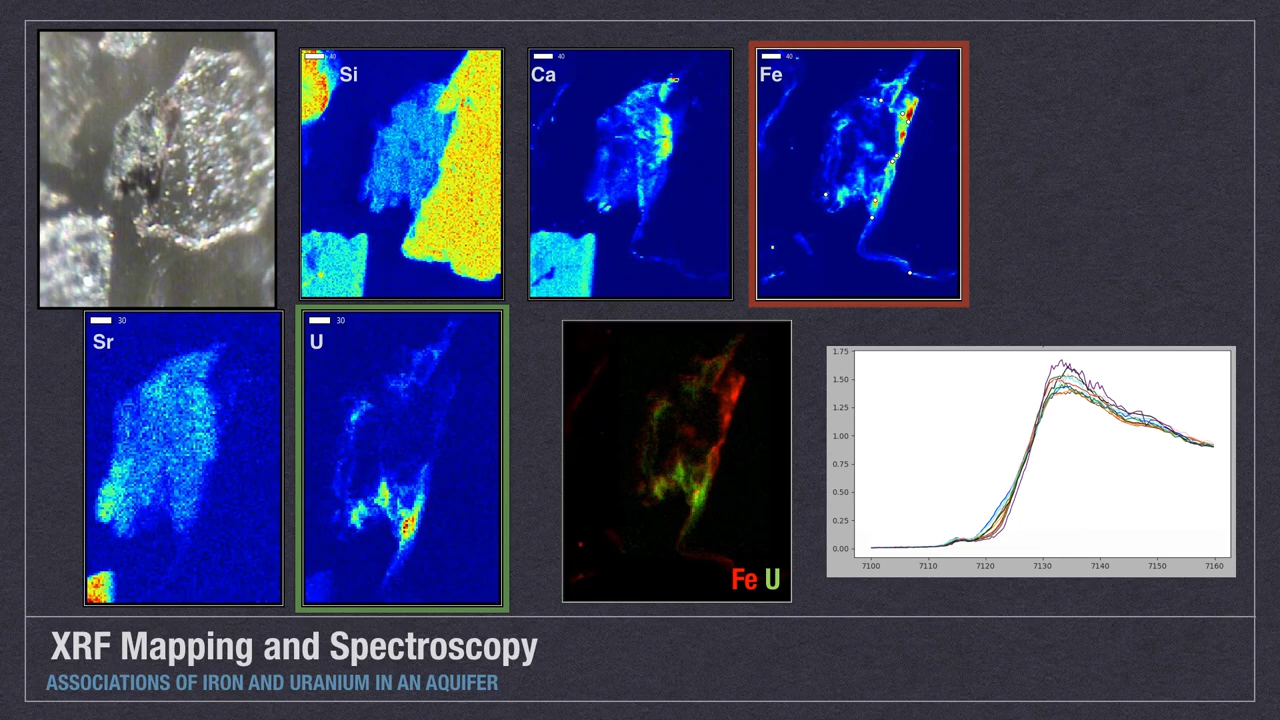 40
Si
40
Ca
40
Fe
30
Sr
30
U
Fe U
1.75
1.50
1.25
1.00
0.75
0.50
0.25
0.00
7100 7110 7120 7130 7140 7150 7160
XRF Mapping and Spectroscopy
ASSOCIATIONS OF IRON AND URANIUM IN AN AQUIFER